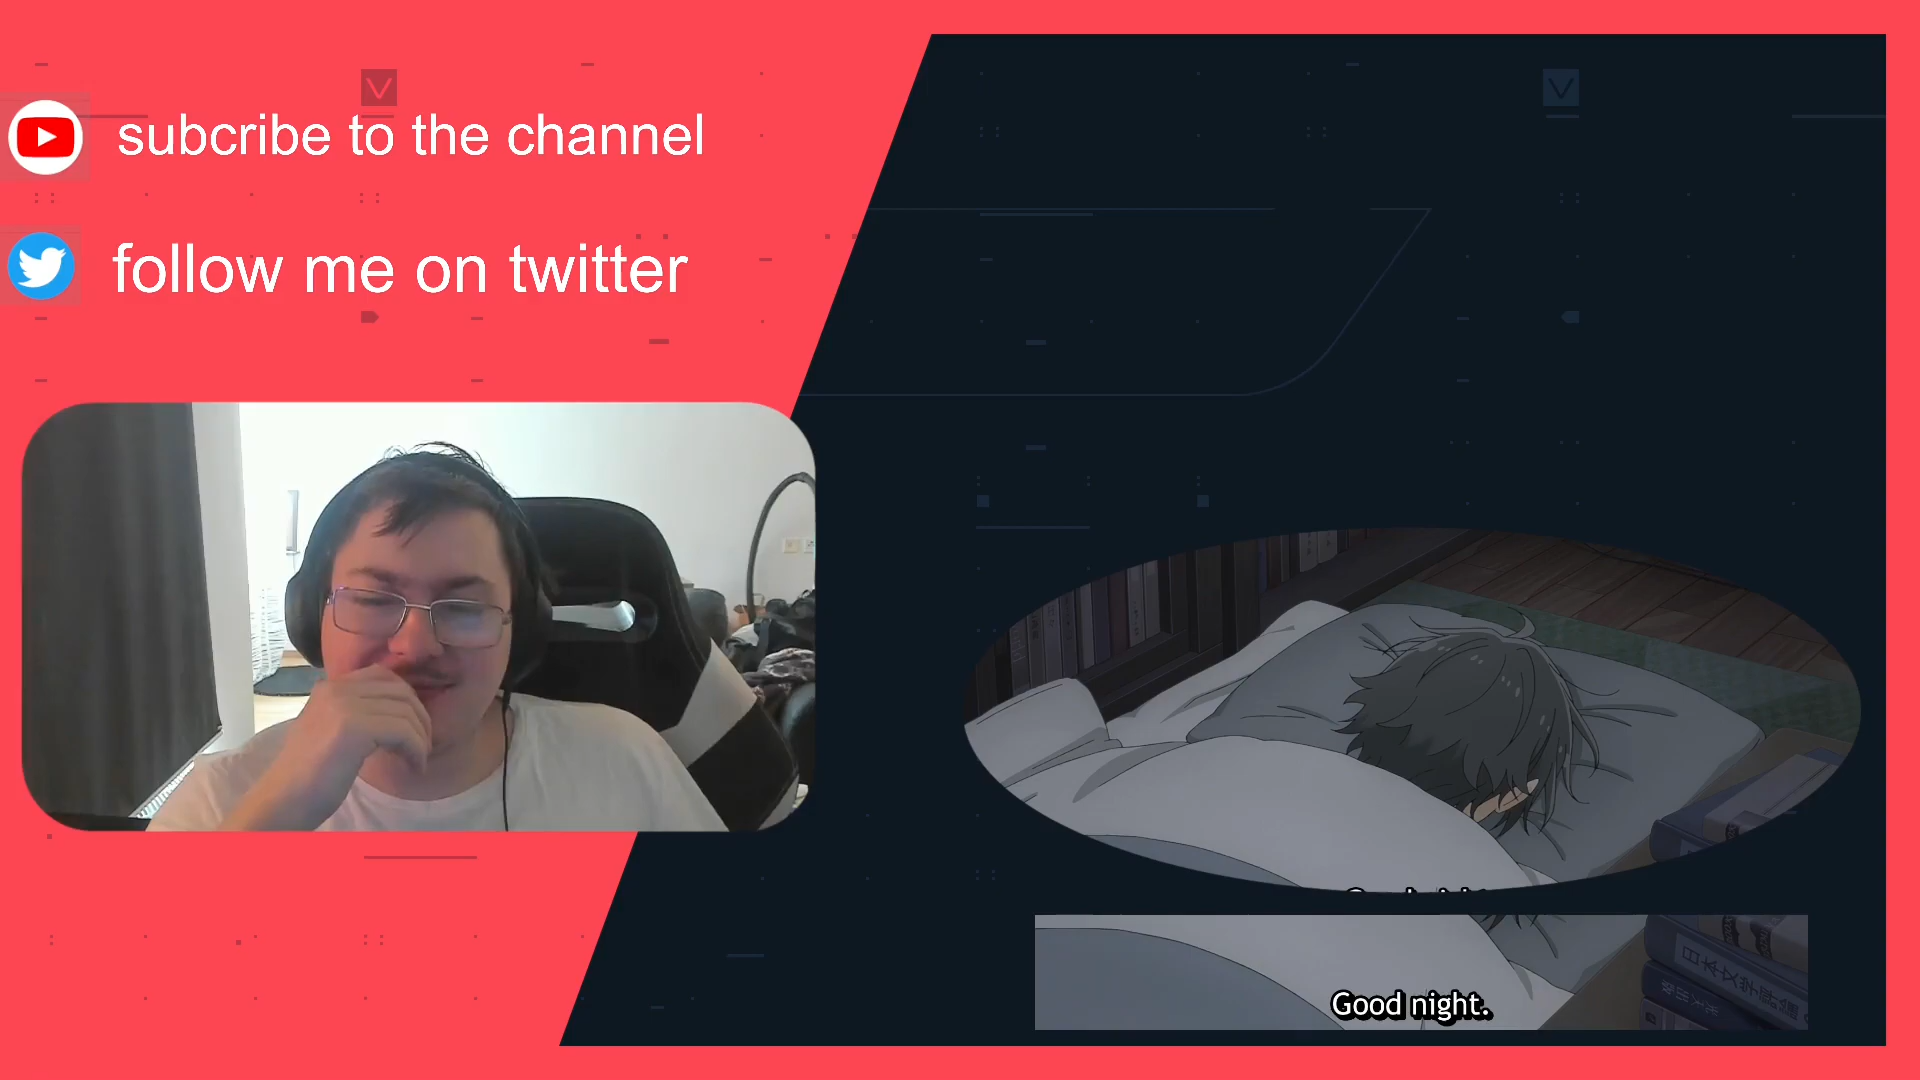 subcribe to the channel
follow me on twitter
Good night.